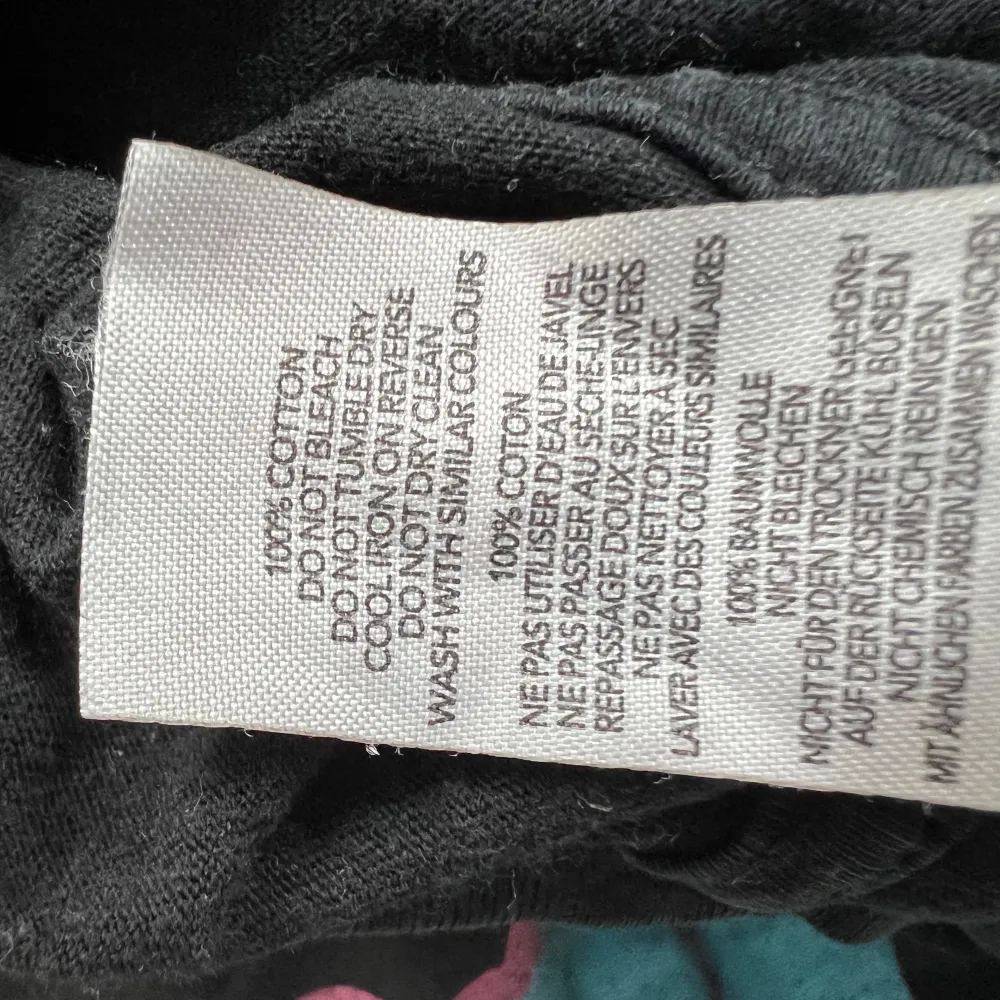 100% COTTON
DO NOT BLEACH
DO NOT TUMBLE DRY
COOL IRON ON REVERSE
DO NOT DRY CLEAN
WASH WITH SIMILAR COLOURS
100% COTON
NE PAS UTILISER D'EAU DE JAVEL
NE PAS PASSER AU SÈCHE-LINGE
REPASSAGE DOUX SUR L'ENVERS
NE PAS NETTOYER À SEC
LAVER AVEC DES COULEURS SIMILAIRES
100% BAUMWOLLE
NICHT BLEICHEN
NICHT FÜR DEN TROCKNER GEEIGNET
AUF DER RÜCKSEITE KÜHL BÜGELN
NICHT CHEMISCH REINIGEN
MIT ÄHNLICHEN FARBEN ZUSAMMEN WASCHEN